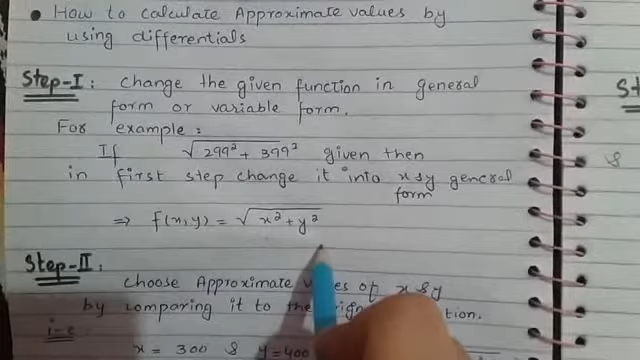 • How to calculate Approximate values by
using differentials
Step-I: Change the given function in general
form or variable form.
For example:
If √299² + 399² given then
in first step change it into x & y general
form
⇒ f(x,y) = √x² + y²
Step-II:
Choose Approximate of x & y
by comparing it to the
i-e
x = 300 & y = 400
St
&